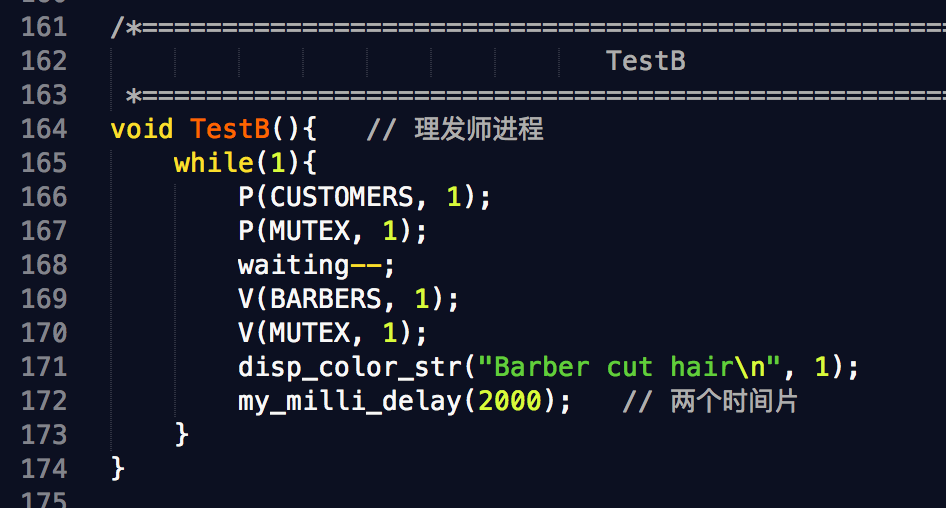 161 /*==================================================
162 TestB
163 *==================================================
164 void TestB(){ // 理发师进程
165 while(1){
166 P(CUSTOMERS, 1);
167 P(MUTEX, 1);
168 waiting--;
169 V(BARBERS, 1);
170 V(MUTEX, 1);
171 disp_color_str("Barber cut hair\n", 1);
172 my_milli_delay(2000); // 两个时间片
173 }
174 }
175